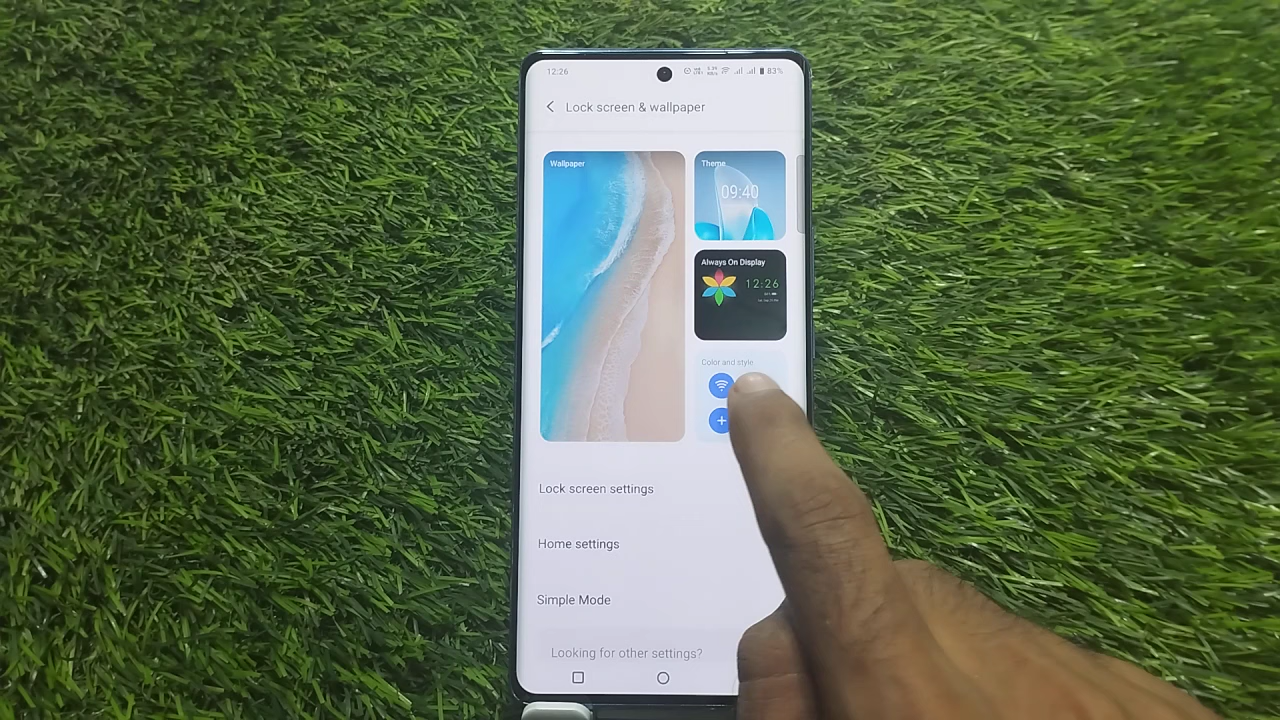 12:26
83%
Lock screen & wallpaper
Wallpaper
Theme
09:40
Always On Display
12:26
Color and style
Lock screen settings
Home settings
Simple Mode
Looking for other settings?